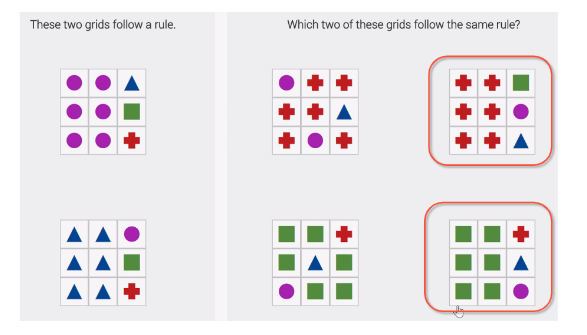 These two grids follow a rule.
Which two of these grids follow the same rule?